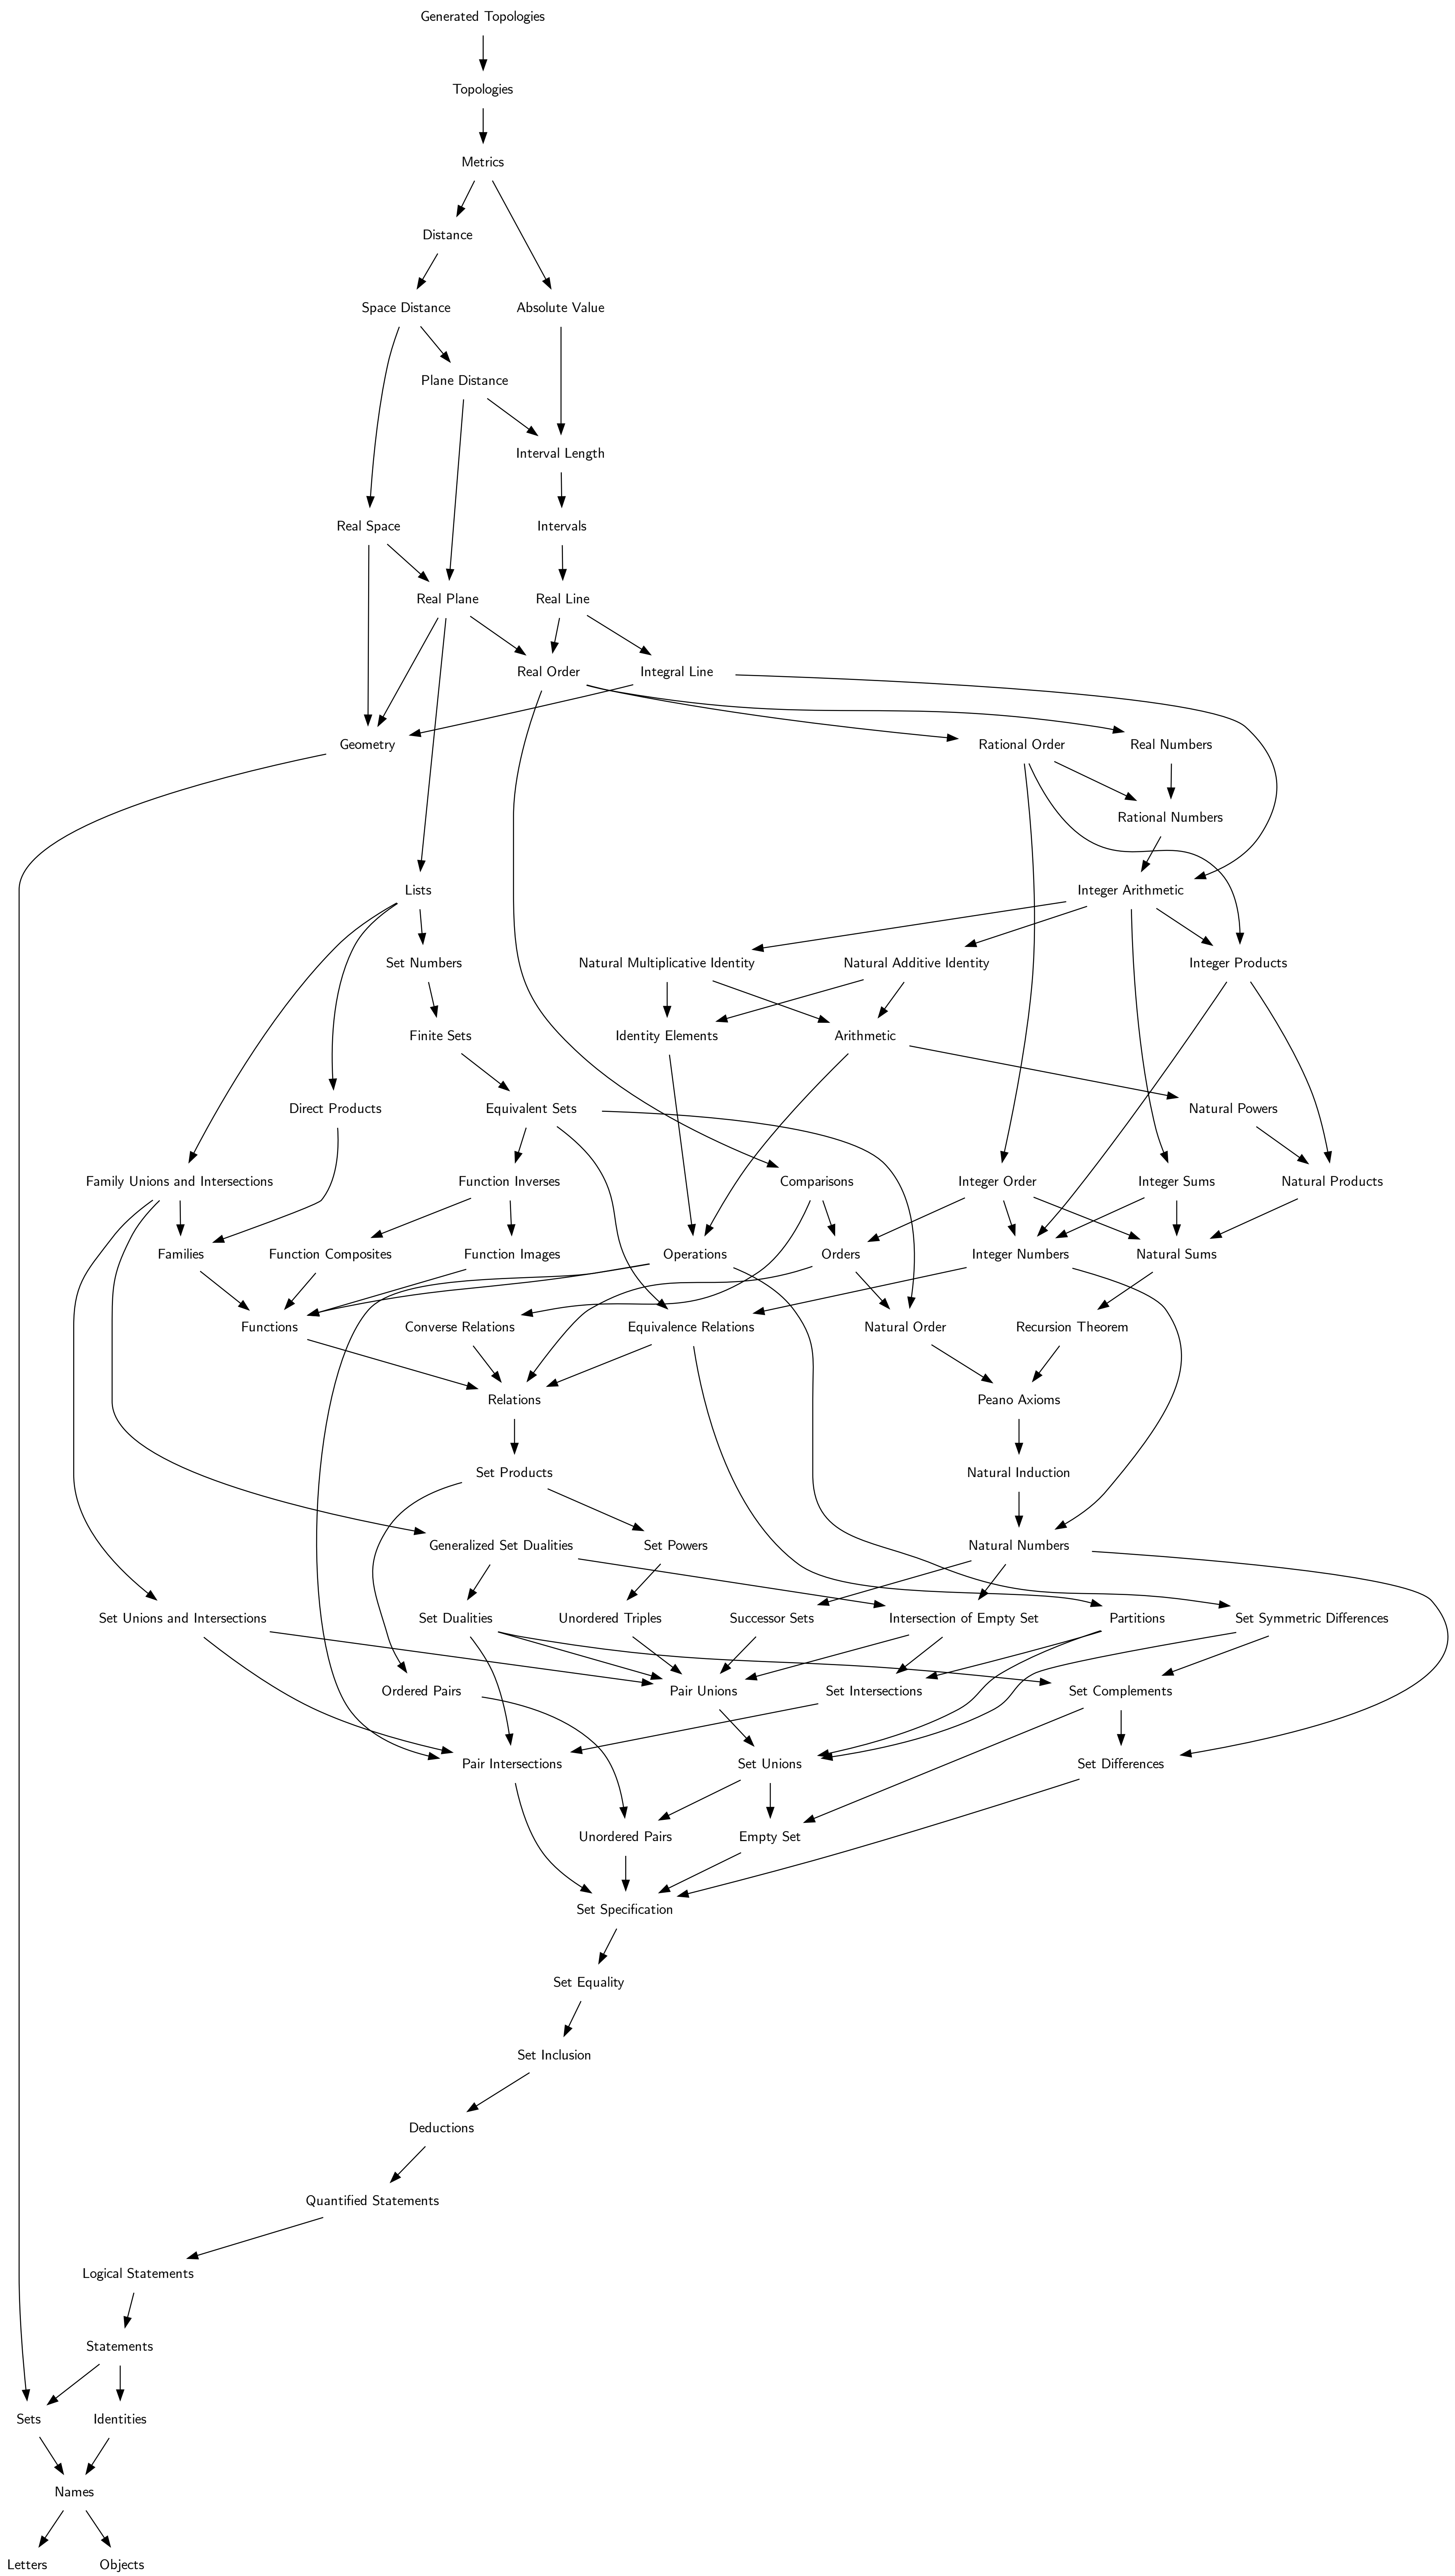 Generated Topologies
Topologies
Metrics
Distance
Space Distance
Absolute Value
Plane Distance
Interval Length
Real Space
Intervals
Real Plane
Real Line
Real Order
Integral Line
Geometry
Rational Order
Real Numbers
Rational Numbers
Lists
Integer Arithmetic
Set Numbers
Natural Multiplicative Identity
Natural Additive Identity
Integer Products
Finite Sets
Identity Elements
Arithmetic
Direct Products
Equivalent Sets
Natural Powers
Family Unions and Intersections
Function Inverses
Comparisons
Integer Order
Integer Sums
Natural Products
Families
Function Composites
Function Images
Operations
Orders
Integer Numbers
Natural Sums
Functions
Converse Relations
Equivalence Relations
Natural Order
Recursion Theorem
Relations
Peano Axioms
Set Products
Natural Induction
Generalized Set Dualities
Set Powers
Natural Numbers
Set Unions and Intersections
Set Dualities
Unordered Triples
Successor Sets
Intersection of Empty Set
Partitions
Set Symmetric Differences
Ordered Pairs
Pair Unions
Set Intersections
Set Complements
Pair Intersections
Set Unions
Set Differences
Unordered Pairs
Empty Set
Set Specification
Set Equality
Set Inclusion
Deductions
Quantified Statements
Logical Statements
Statements
Sets
Identities
Names
Letters
Objects